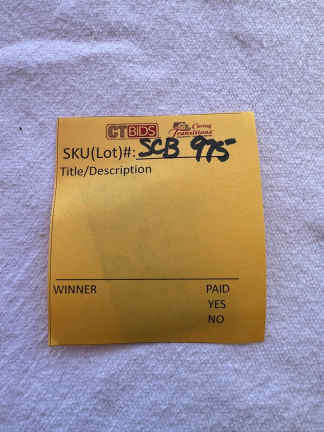 CTBIDS Caring Transitions
SKU(Lot)#: SCB 975
Title/Description
WINNER PAID
YES
NO